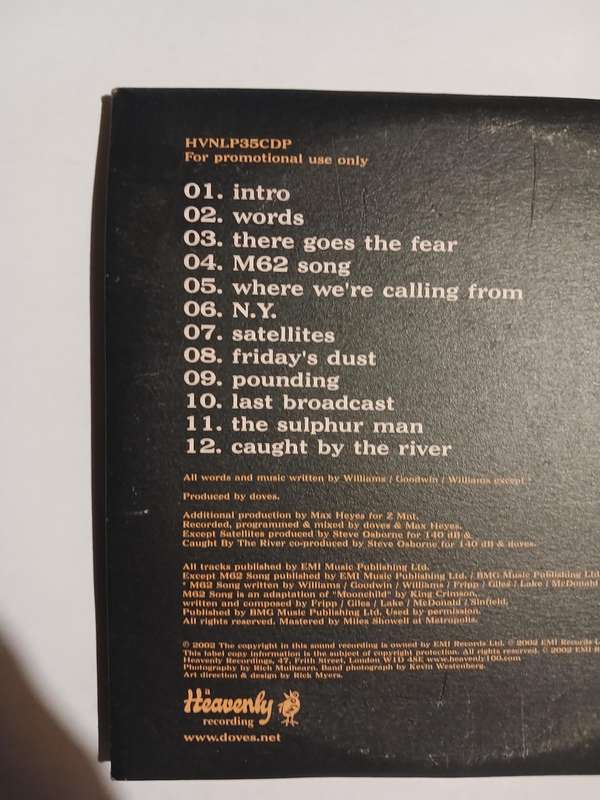 HVNLP35CDP
For promotional use only
01. intro
02. words
03. there goes the fear
04. M62 song
05. where we're calling from
06. N.Y.
07. satellites
08. friday's dust
09. pounding
10. last broadcast
11. the sulphur man
12. caught by the river
All words and music written by Williams / Goodwin / Williams except *
Produced by doves.
Additional production by Max Heyes for 2 Mnt.
Recorded, programmed & mixed by doves & Max Heyes.
Except Satellites produced by Steve Osborne for 140 dB &
Caught By The River co-produced by Steve Osborne for 140 dB & doves.
All tracks published by EMI Music Publishing Ltd.
Except M62 Song published by EMI Music Publishing Ltd. / BMG Music Publishing Ltd
* M62 Song written by Williams / Goodwin / Williams / Fripp / Giles / Lake / McDonald
M62 Song is an adaptation of "Moonchild" by King Crimson,
written and composed by Fripp / Giles / Lake / McDonald / Sinfield.
Published by BMG Music Publishing Ltd. Used by permission.
All rights reserved. Mastered by Miles Showell at Metropolis.
℗ 2002 The copyright in this sound recording is owned by EMI Records Ltd. © 2002 EMI Records L
This label copy information is the subject of copyright protection. All rights reserved. © 2002 EMI
Heavenly Recordings, 47, Frith Street, London W1D 4SE www.heavenly100.com
Photography by Rich Mulhearn. Band photograph by Kevin Westenberg.
Art direction & design by Rick Myers.
is a
Heavenly
recording
www.doves.net